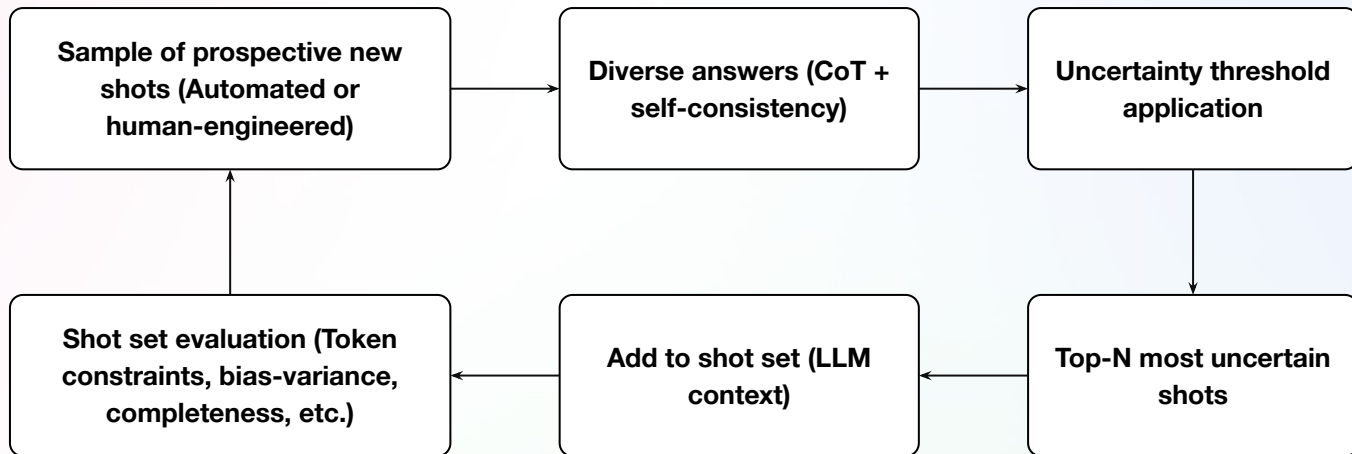 Sample of prospective new
shots (Automated or
human-engineered)
Diverse answers (CoT +
self-consistency)
Uncertainty threshold
application
Shot set evaluation (Token
constraints, bias-variance,
completeness, etc.)
Add to shot set (LLM
context)
Top-N most uncertain
shots